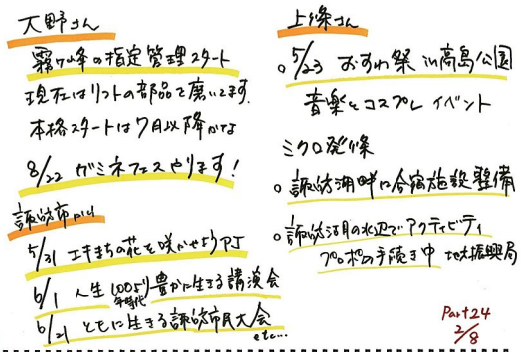 大野さん
霧ヶ峰の指定管理スタート
現在はリフトの部品を磨いてます.
本格スタートは7月以降かな
8/22 ガミネフェスやります!
諏訪市より
5/31 エキまちの花を咲かせようPJ
6/1 人生100年時代 豊かに生きる講演会
6/21 ともに生きる諏訪市民大会
etc...
上條さん
○ 5/23 おすわ祭 in 高島公園
音楽とコスプレ イベント
ミクロ発條
○ 諏訪湖畔に合宿施設整備
○ 諏訪湖の水辺でアクティビティ
プロポの手続き中 地域振興局
Part24
2/8